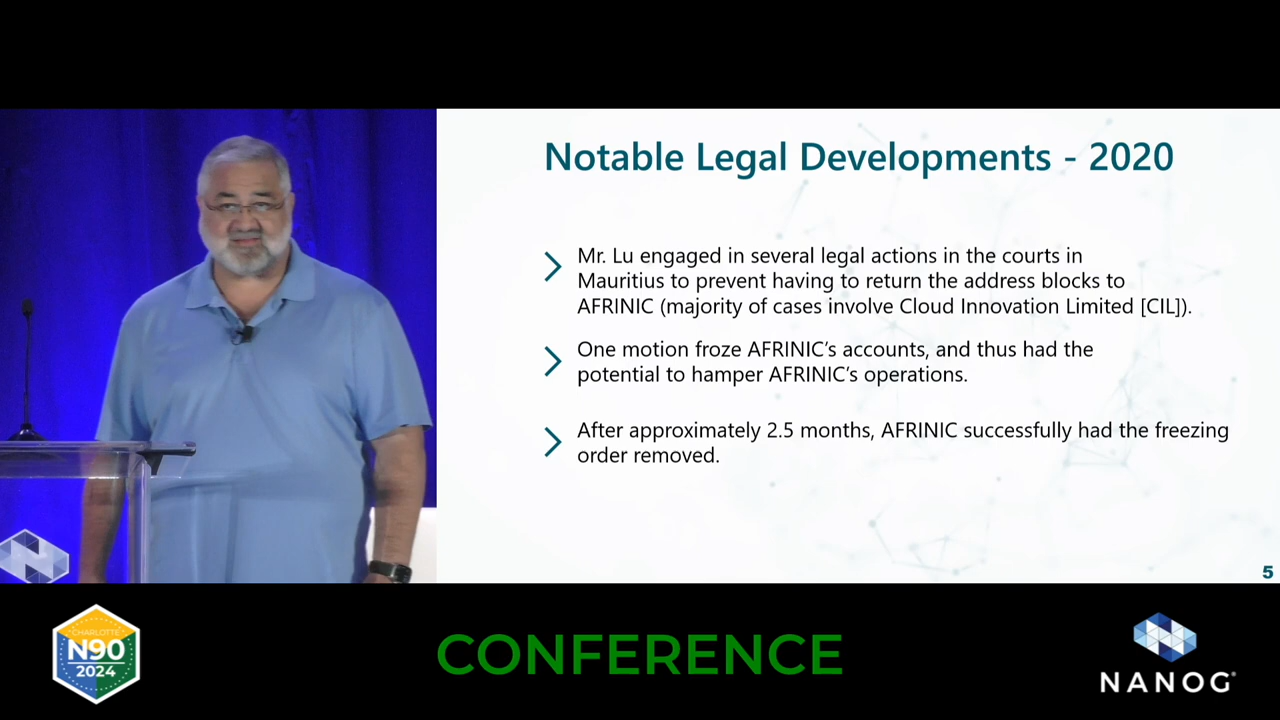 Notable Legal Developments - 2020
Mr. Lu engaged in several legal actions in the courts in
Mauritius to prevent having to return the address blocks to
AFRINIC (majority of cases involve Cloud Innovation Limited [CIL]).
One motion froze AFRINIC's accounts, and thus had the
potential to hamper AFRINIC's operations.
After approximately 2.5 months, AFRINIC successfully had the freezing
order removed.
5
CHARLOTTE
N90
2024
CONFERENCE
NANOG